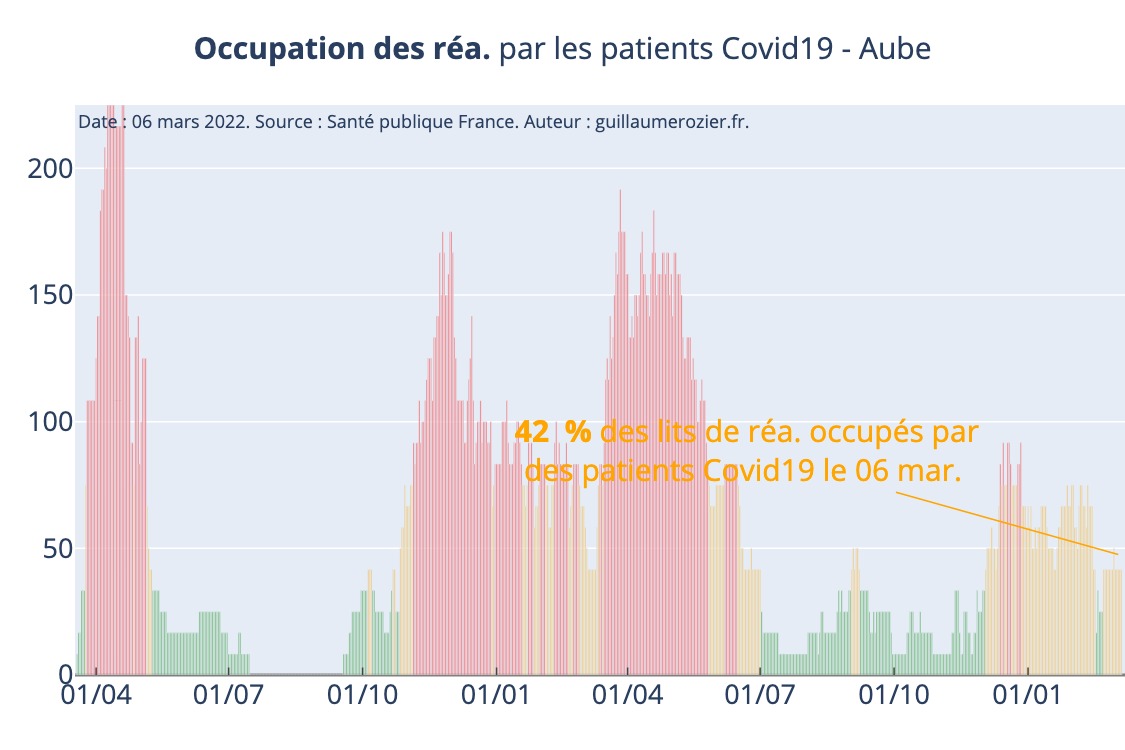 Occupation des réa. par les patients Covid19 - Aube
Date : 06 mars 2022. Source : Santé publique France. Auteur : guillaumerozier.fr.
200
150
100
50
0
42 % des lits de réa. occupés par
des patients Covid19 le 06 mar.
01/04 01/07 01/10 01/01 01/04 01/07 01/10 01/01